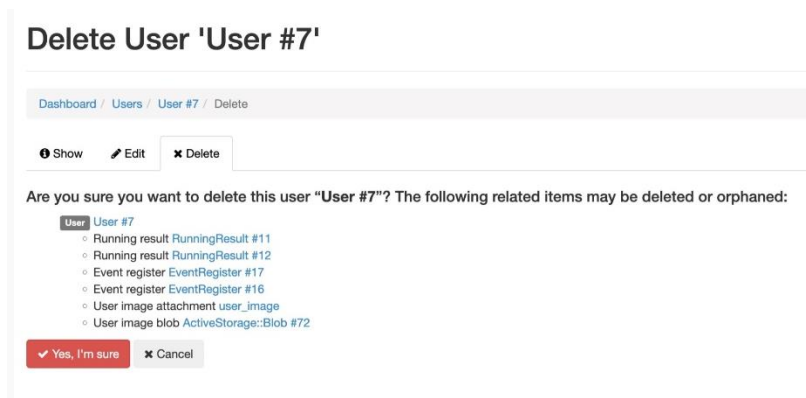 Delete User 'User #7'
Dashboard / Users / User #7 / Delete
Show Edit Delete
Are you sure you want to delete this user “User #7”? The following related items may be deleted or orphaned:
User User #7
Running result RunningResult #11
Running result RunningResult #12
Event register EventRegister #17
Event register EventRegister #16
User image attachment user_image
User image blob ActiveStorage::Blob #72
Yes, I'm sure Cancel